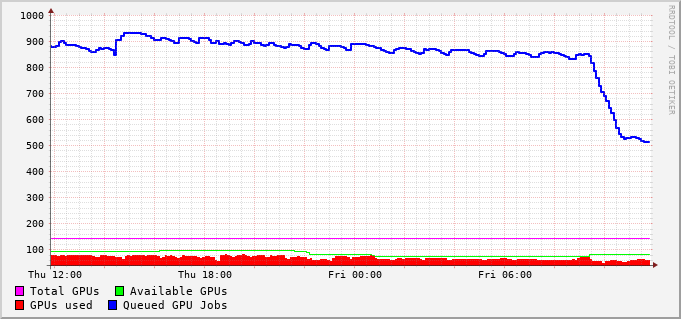 1000
900
800
700
600
500
400
300
200
100
Thu 12:00 Thu 18:00 Fri 00:00 Fri 06:00
Total GPUs Available GPUs
GPUs used Queued GPU Jobs
RRDTOOL / TOBI OETIKER